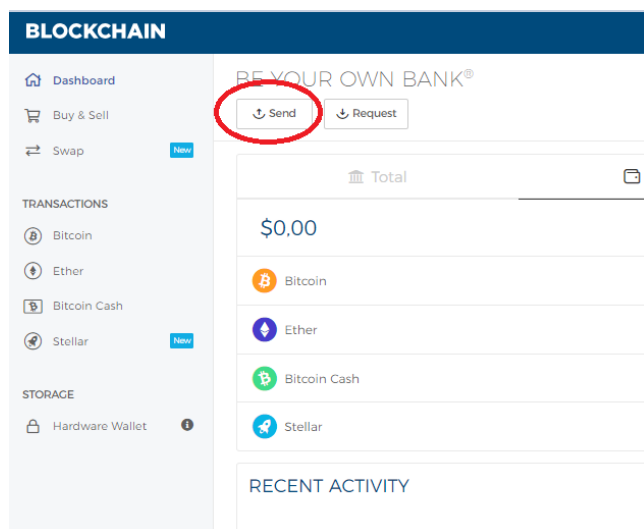 BLOCKCHAIN
Dashboard
Buy & Sell
Swap New
TRANSACTIONS
Bitcoin
Ether
Bitcoin Cash
Stellar New
STORAGE
Hardware Wallet
BE YOUR OWN BANK®
Send Request
Total
$0,00
Bitcoin
Ether
Bitcoin Cash
Stellar
RECENT ACTIVITY